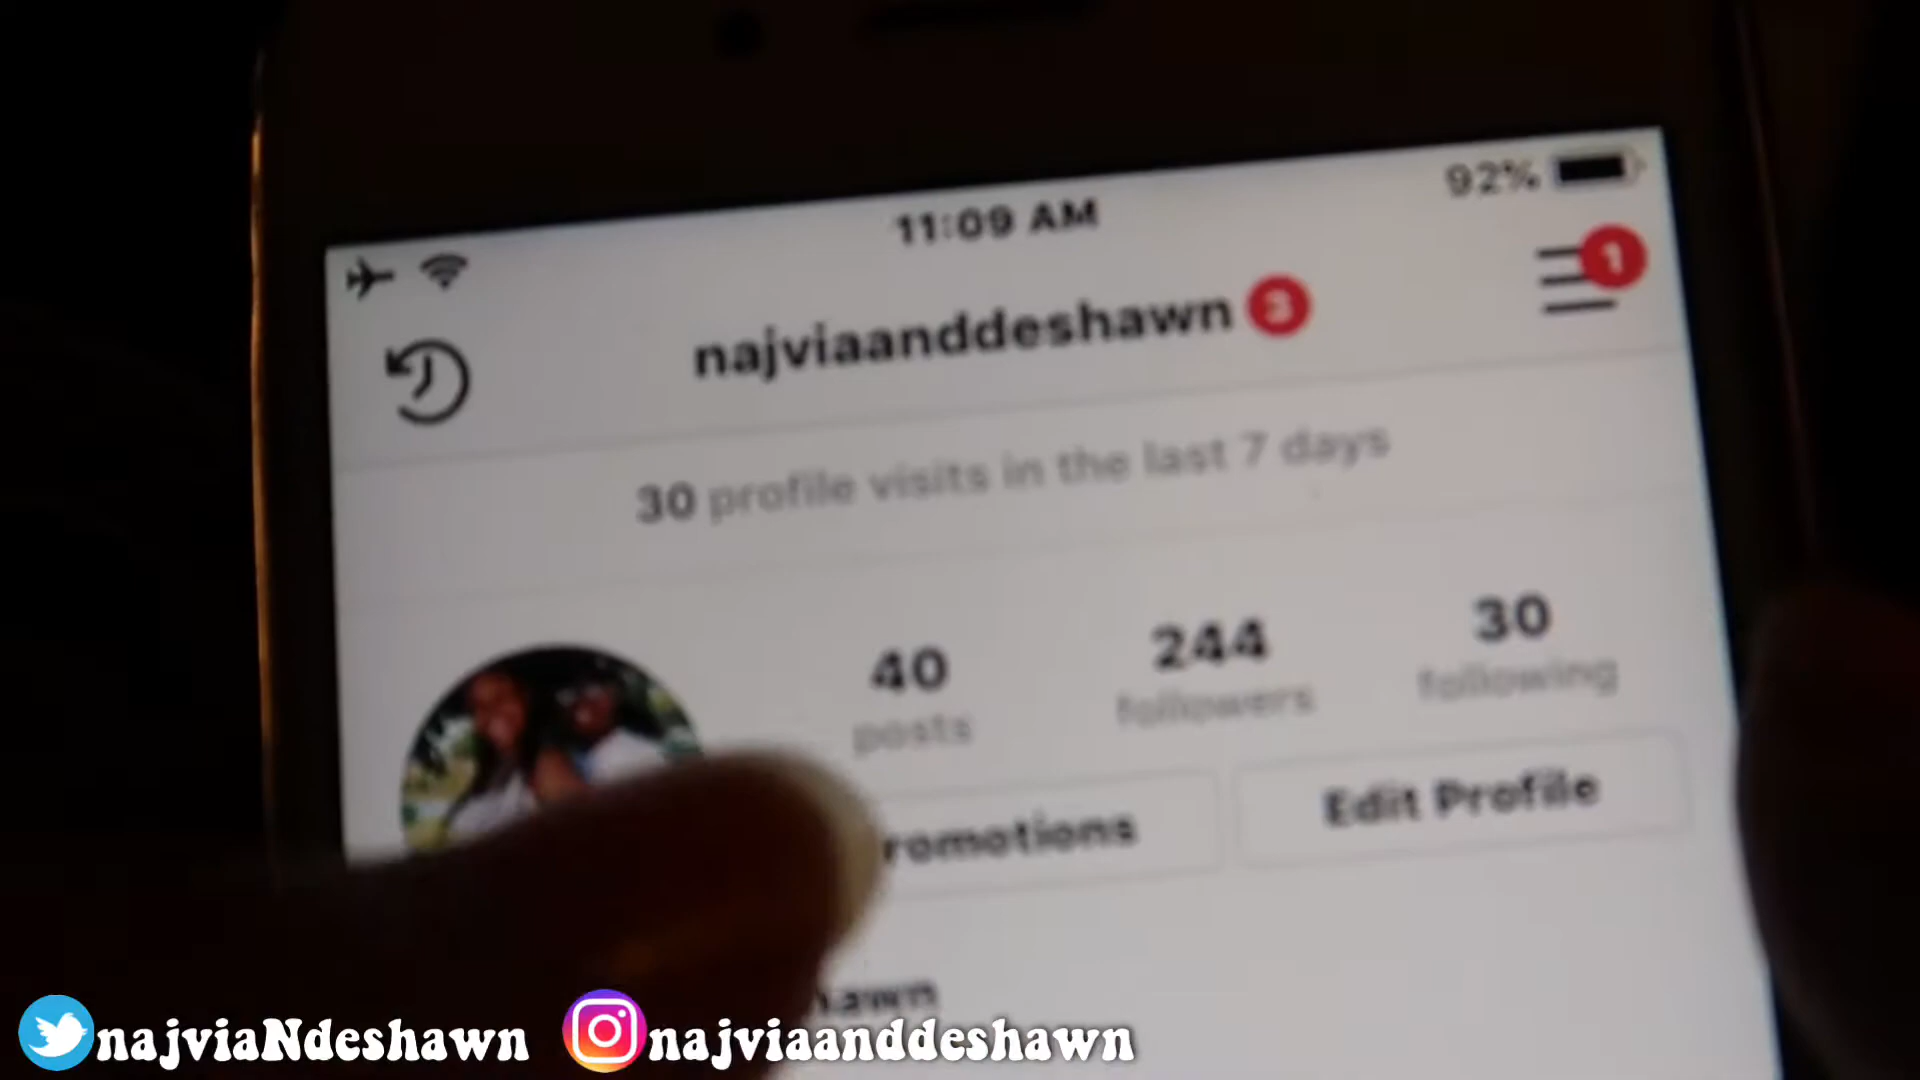 92%
11:09 AM
1
najviaanddeshawn 3
30 profile visits in the last 7 days
40 244 30
posts followers following
romotions Edit Profile
hawn
najviaNdeshawn najviaanddeshawn